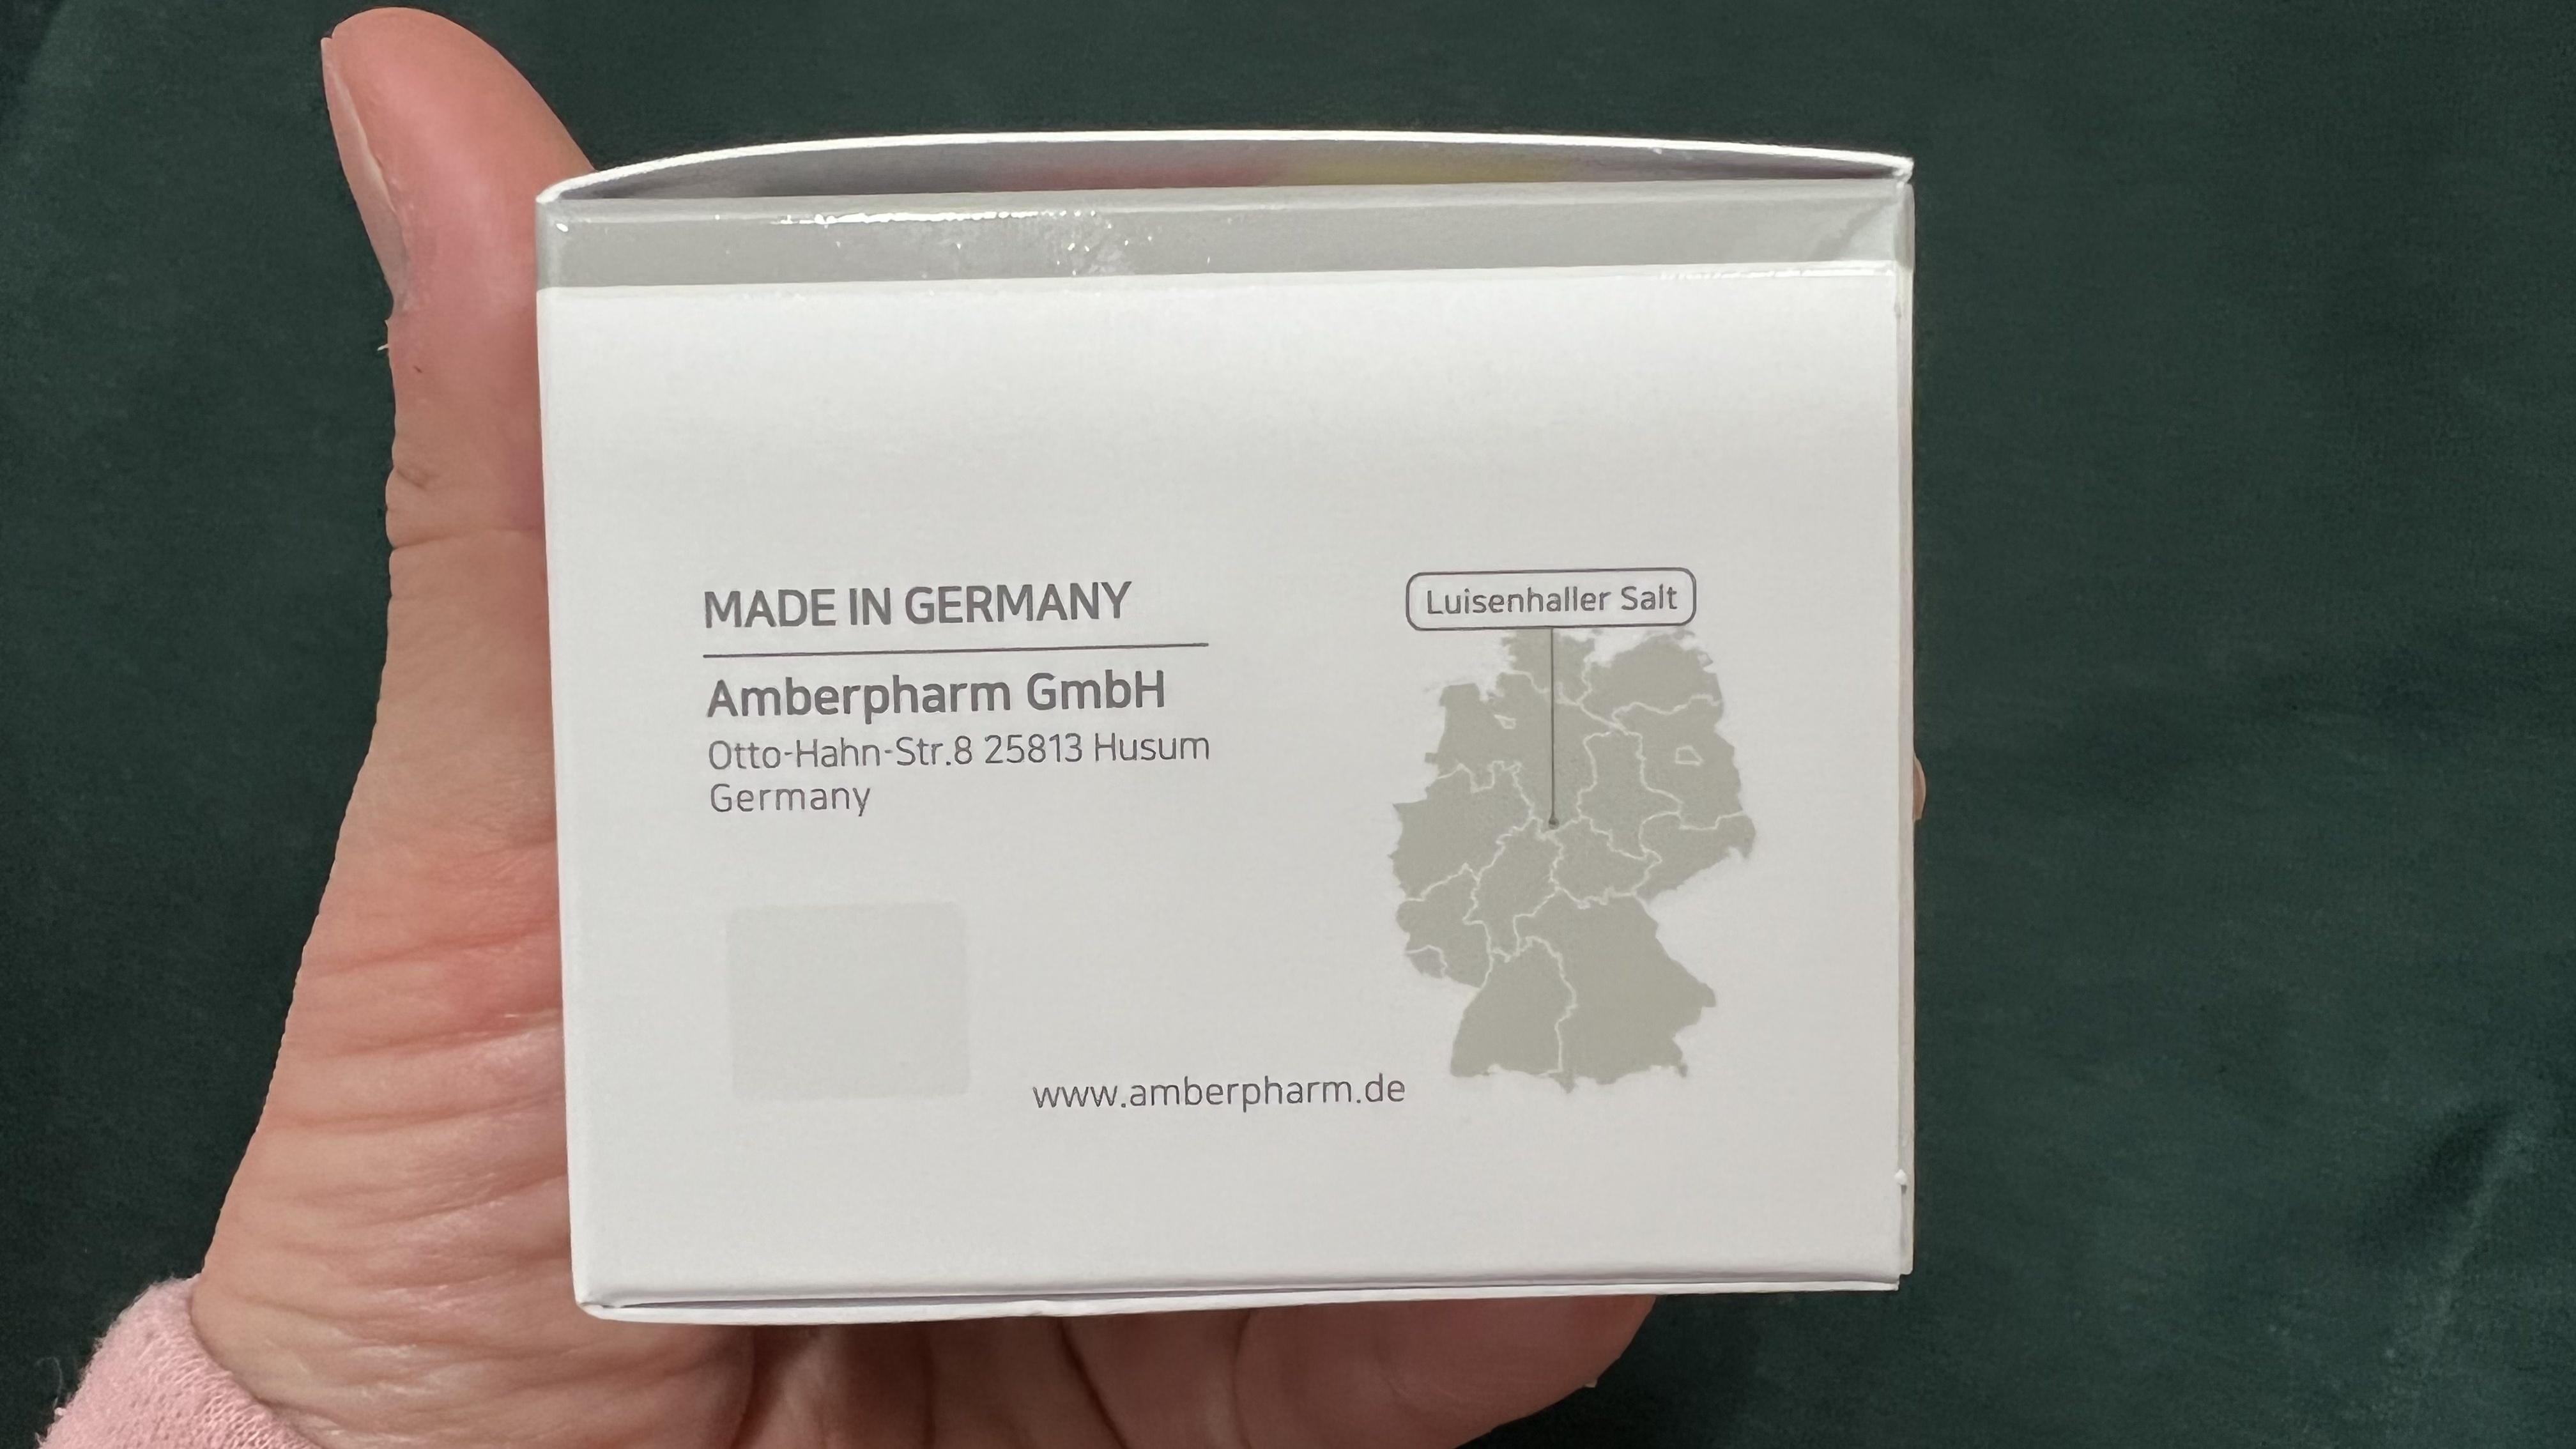 MADE IN GERMANY
Amberpharm GmbH
Otto-Hahn-Str.8 25813 Husum
Germany
Luisenhaller Salt
www.amberpharm.de